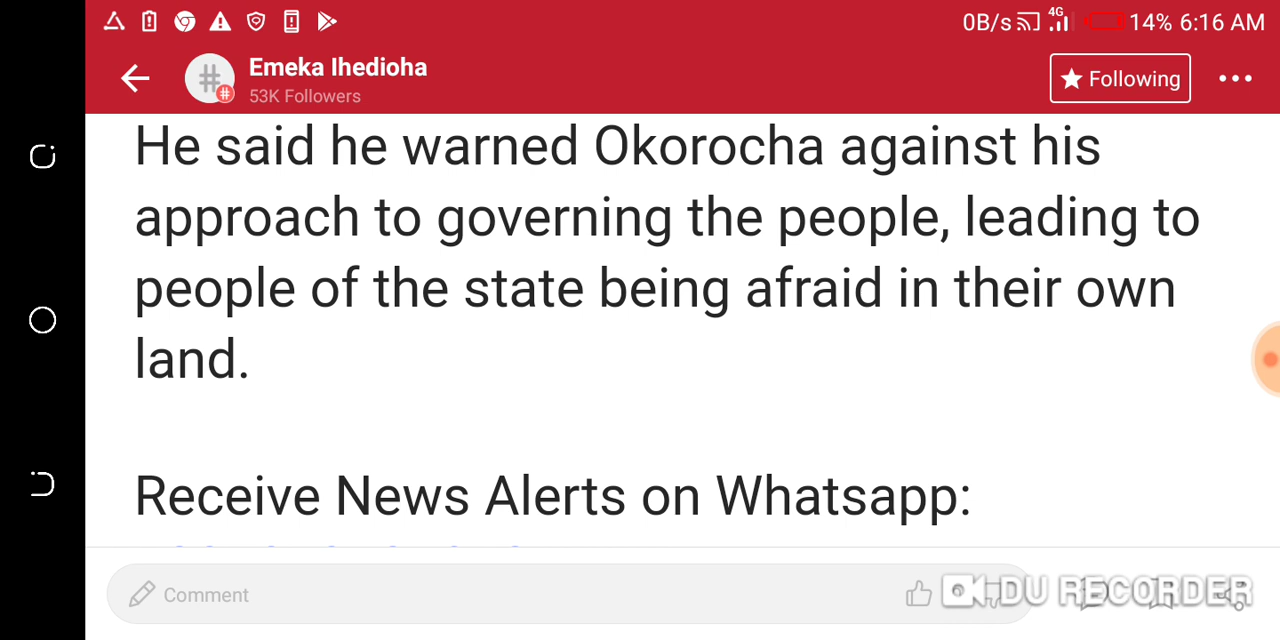 0B/s 4G 14% 6:16 AM
Emeka Ihedioha
53K Followers
Following
He said he warned Okorocha against his
approach to governing the people, leading to
people of the state being afraid in their own
land.
Receive News Alerts on Whatsapp:
Comment
DU RECORDER